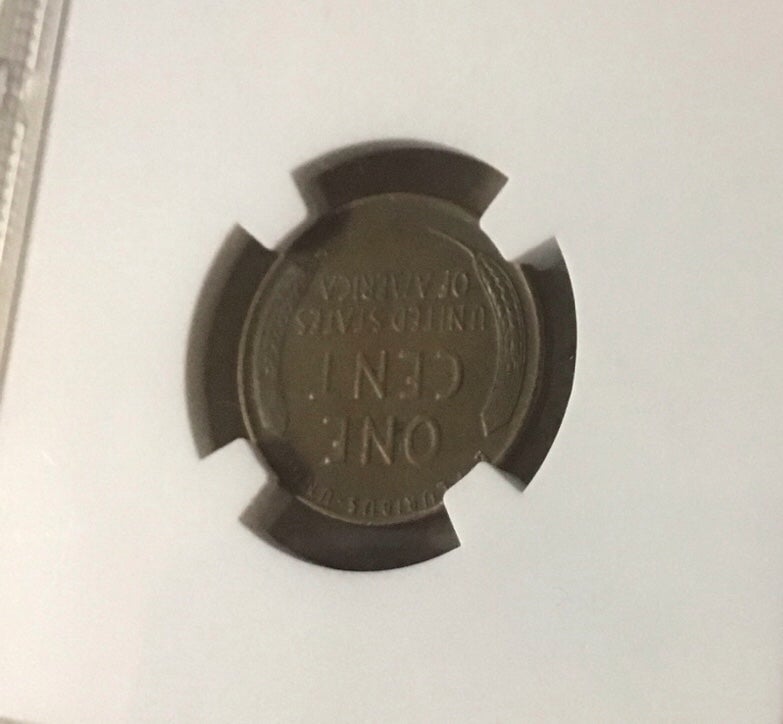 ONE
CENT
UNITED STATES
OF AMERICA